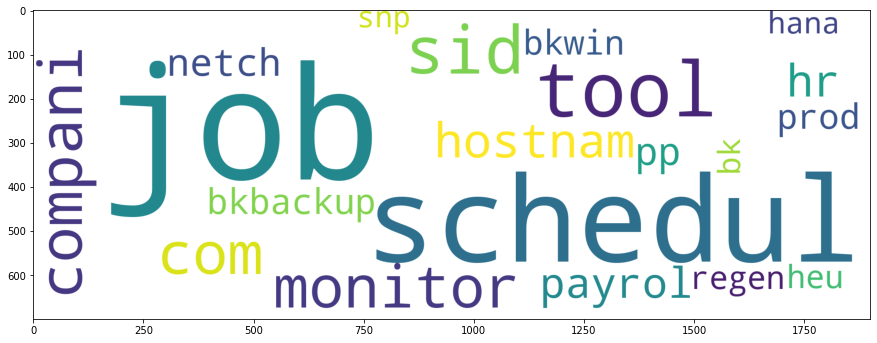 0
100
200
300
400
500
600
0
250
500
750
1000
1250
1500
1750
snp
hana
sid
bkwin
netch
tool
hr
job
prod
compani
hostnam
pp
bk
bkbackup
schedul
com
monitor
payrol
regen
heu